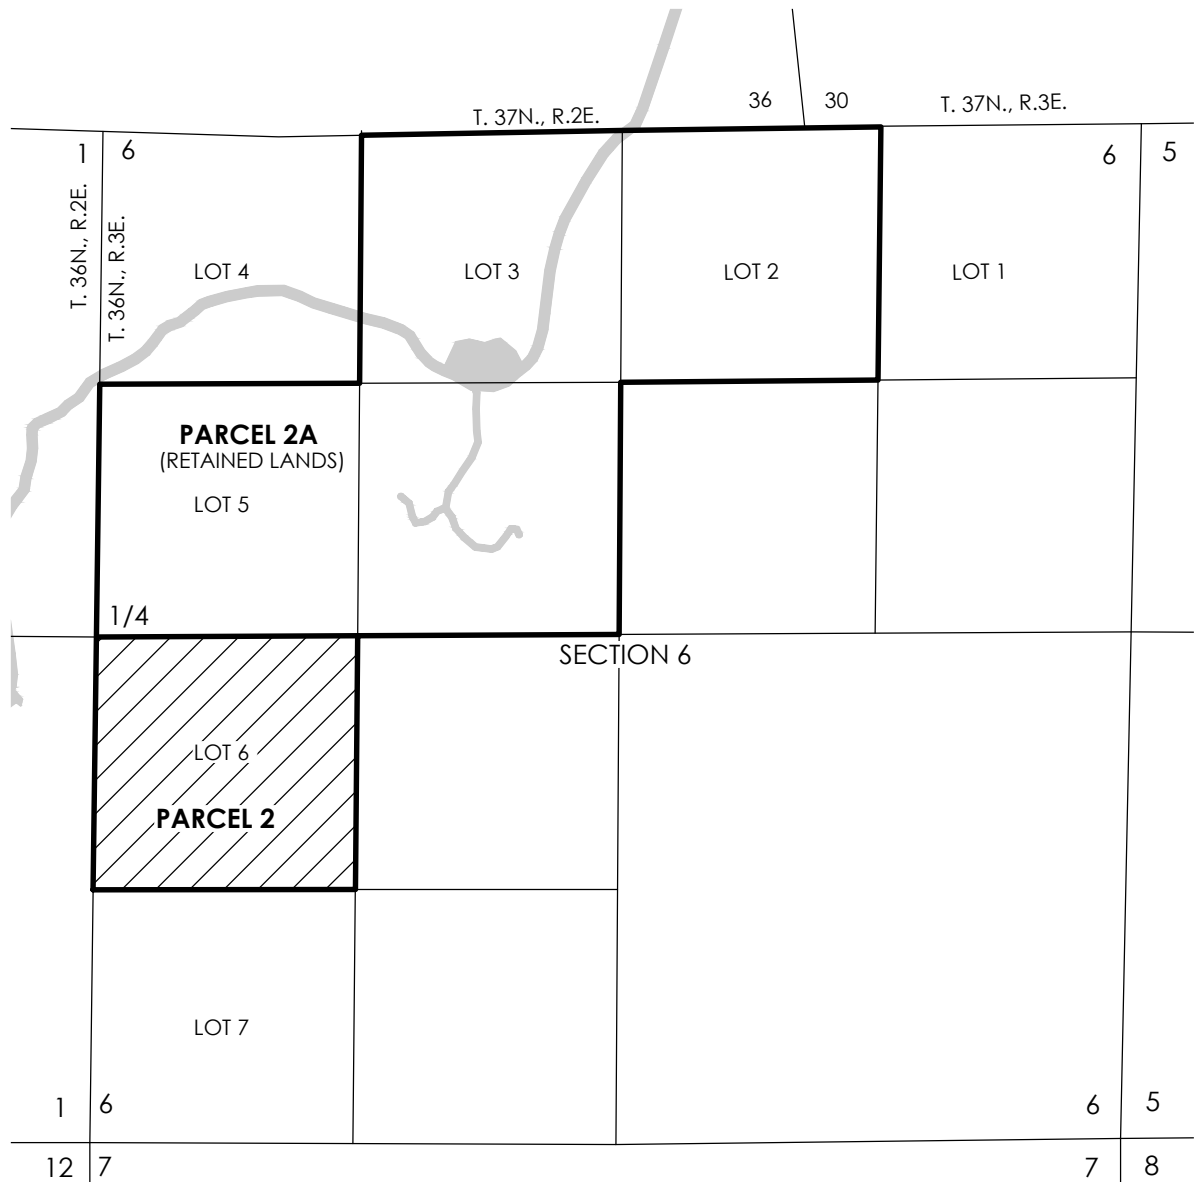 36 30
T. 37N., R.2E.
T. 37N., R.3E.
1 6
6 5
T. 36N., R.2E.
T. 36N., R.3E.
LOT 4
LOT 3
LOT 2
LOT 1
PARCEL 2A
(RETAINED LANDS)
LOT 5
1/4
SECTION 6
LOT 6
PARCEL 2
LOT 7
1 6
6 5
12 7
7 8